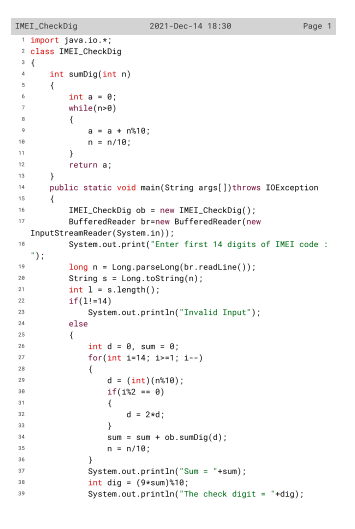 IMEI_CheckDig 2021-Dec-14 18:30 Page 1
1 import java.io.*;
2 class IMEI_CheckDig
3 {
4 int sumDig(int n)
5 {
6 int a = 0;
7 while(n>0)
8 {
9 a = a + n%10;
10 n = n/10;
11 }
12 return a;
13 }
14 public static void main(String args[])throws IOException
15 {
16 IMEI_CheckDig ob = new IMEI_CheckDig();
17 BufferedReader br=new BufferedReader(new
InputStreamReader(System.in));
18 System.out.print("Enter first 14 digits of IMEI code :
");
19 long n = Long.parseLong(br.readLine());
20 String s = Long.toString(n);
21 int l = s.length();
22 if(l!=14)
23 System.out.println("Invalid Input");
24 else
25 {
26 int d = 0, sum = 0;
27 for(int i=14; i>=1; i--)
28 {
29 d = (int)(n%10);
30 if(i%2 == 0)
31 {
32 d = 2*d;
33 }
34 sum = sum + ob.sumDig(d);
35 n = n/10;
36 }
37 System.out.println("Sum = "+sum);
38 int dig = (9*sum)%10;
39 System.out.println("The check digit = "+dig);